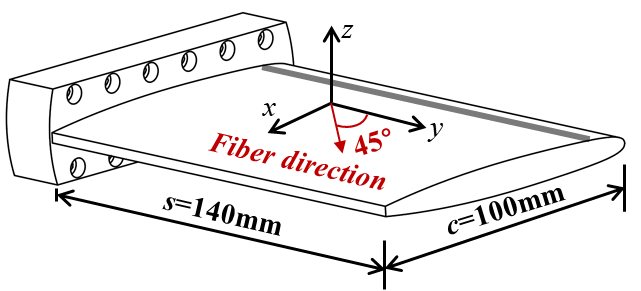 z
x
y
45°
Fiber direction
s=140mm
c=100mm